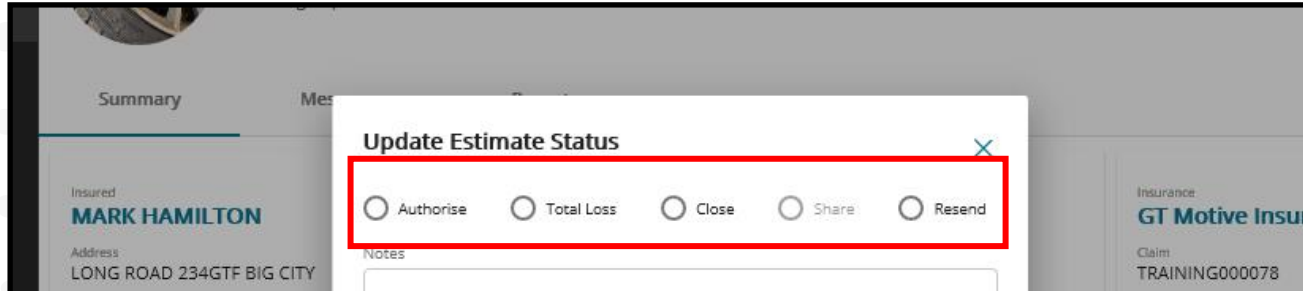 Summary
Update Estimate Status
Authorise Total Loss Close Share Resend
Notes
Insured
MARK HAMILTON
Address
LONG ROAD 234GTF BIG CITY
Insurance
GT Motive
Claim
TRAINING000078